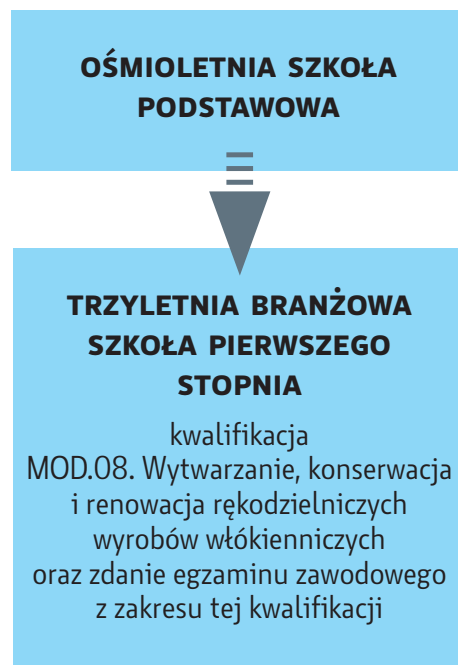 OŚMIOLETNIA SZKOŁA
PODSTAWOWA
TRZYLETNIA BRANŻOWA
SZKOŁA PIERWSZEGO
STOPNIA
kwalifikacja
MOD.08. Wytwarzanie, konserwacja
i renowacja rękodzielniczych
wyrobów włókienniczych
oraz zdanie egzaminu zawodowego
z zakresu tej kwalifikacji